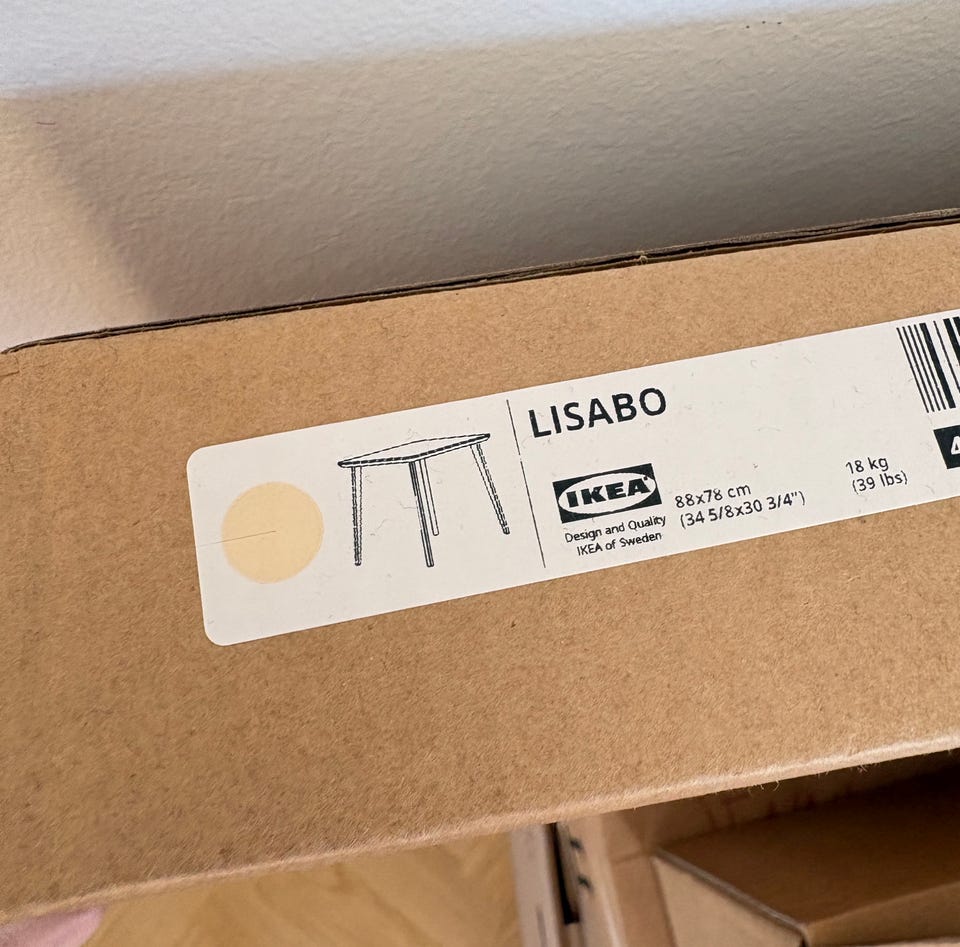 LISABO
IKEA
Design and Quality
IKEA of Sweden
88x78 cm
(34 5/8x30 3/4")
18 kg
(39 lbs)
4